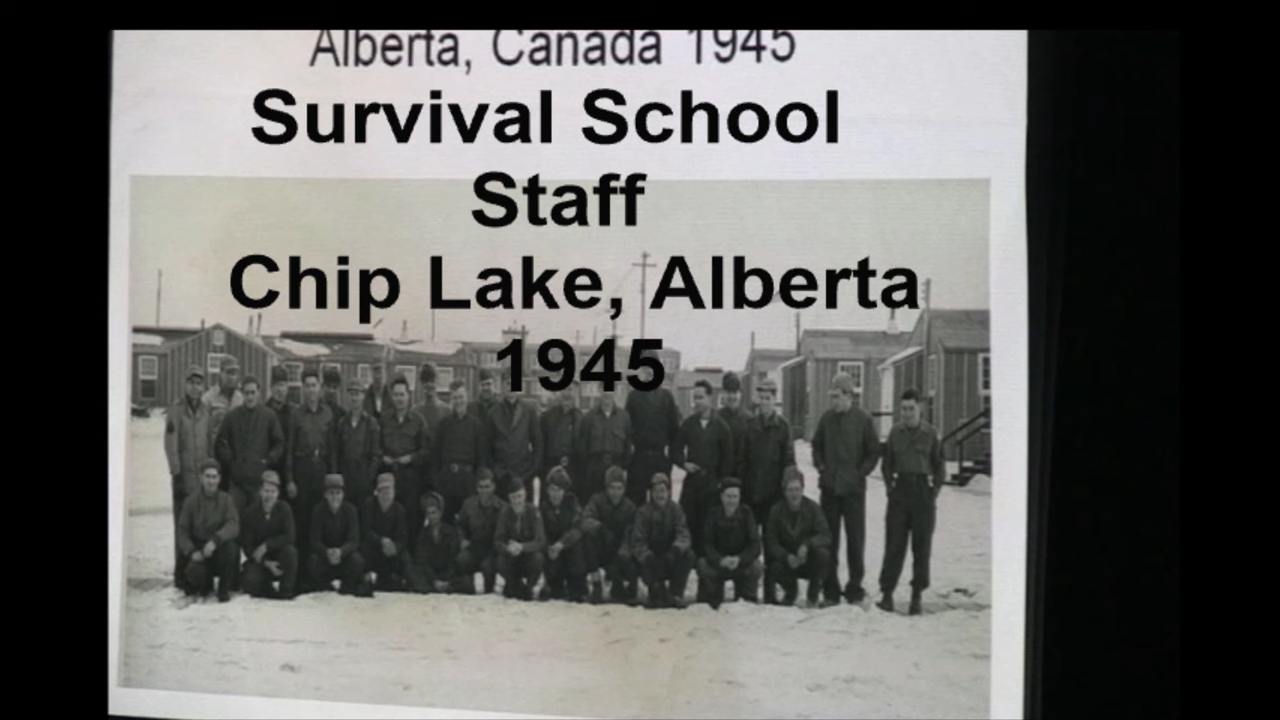 Alberta, Canada 1945
Survival School
Staff
Chip Lake, Alberta
1945